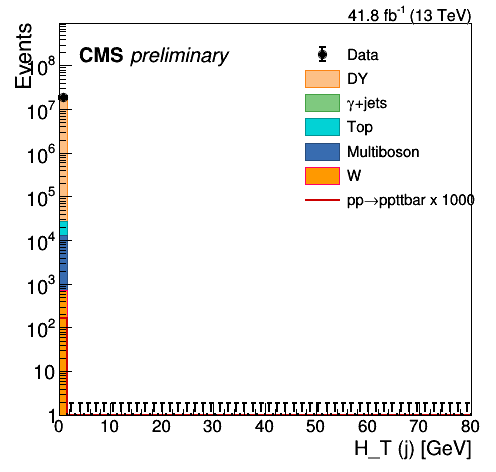 41.8 fb⁻¹ (13 TeV)
Events
CMS preliminary
Data
DY
γ+jets
Top
Multiboson
W
pp→ppttbar x 1000
10⁸
10⁷
10⁶
10⁵
10⁴
10³
10²
10
1
0 10 20 30 40 50 60 70 80
H_T (j) [GeV]